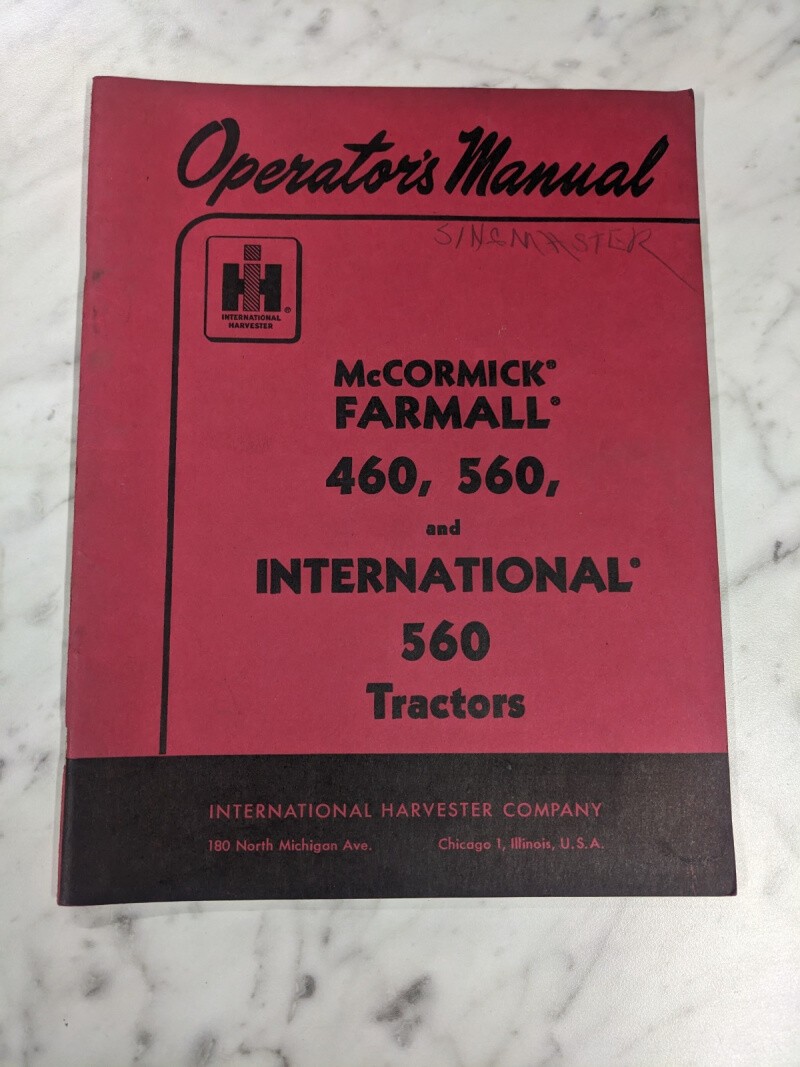 Operator's Manual
SINGMASTER
IH ®
INTERNATIONAL
HARVESTER
McCORMICK®
FARMALL®
460, 560,
and
INTERNATIONAL®
560
Tractors
INTERNATIONAL HARVESTER COMPANY
180 North Michigan Ave. Chicago 1, Illinois, U.S.A.